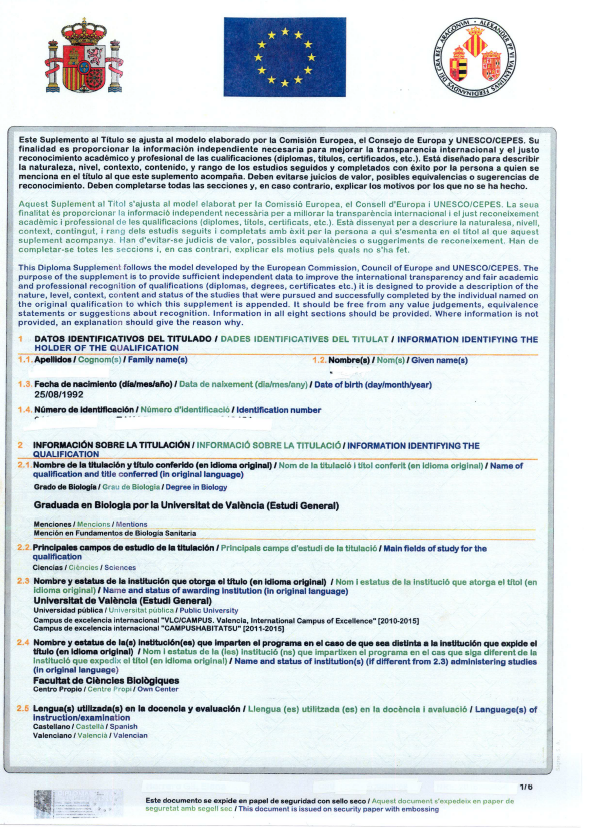 Este Suplemento al Título se ajusta al modelo elaborado por la Comisión Europea, el Consejo de Europa y UNESCO/CEPES. Su
finalidad es proporcionar la información independiente necesaria para mejorar la transparencia internacional y el justo
reconocimiento académico y profesional de las cualificaciones (diplomas, títulos, certificados, etc.). Está diseñado para describir
la naturaleza, nivel, contexto, contenido, y rango de los estudios seguidos y completados con éxito por la persona a quien se
menciona en el título al que este suplemento acompaña. Deben evitarse juicios de valor, posibles equivalencias o sugerencias de
reconocimiento. Deben completarse todas las secciones y, en caso contrario, explicar los motivos por los que no se ha hecho.
Aquest Suplement al Títol s'ajusta al model elaborat per la Comissió Europea, el Consell d'Europa i UNESCO/CEPES. La seua
finalitat és proporcionar la informació independent necessària per a millorar la transparència internacional i el just reconeixement
acadèmic i professional de les qualificacions (diplomes, títols, certificats, etc.). Està dissenyat per a descriure la naturalesa, nivell,
context, contingut, i rang dels estudis seguits i completats amb èxit per la persona a qui s'esmenta en el títol al que aquest
suplement acompanya. Han d'evitar-se judicis de valor, possibles equivalències o suggeriments de reconeixement. Han de
completar-se totes les seccions i, en cas contrari, explicar els motius pels quals no s'ha fet.
This Diploma Supplement follows the model developed by the European Commission, Council of Europe and UNESCO/CEPES. The
purpose of the supplement is to provide sufficient independent data to improve the international transparency and fair academic
and professional recognition of qualifications (diplomas, degrees, certificates etc.) it is designed to provide a description of the
nature, level, context, content and status of the studies that were pursued and successfully completed by the individual named on
the original qualification to which this supplement is appended. It should be free from any value judgements, equivalence
statements or suggestions about recognition. Information in all eight sections should be provided. Where information is not
provided, an explanation should give the reason why.
1 DATOS IDENTIFICATIVOS DEL TITULADO / DADES IDENTIFICATIVES DEL TITULAT / INFORMATION IDENTIFYING THE
HOLDER OF THE QUALIFICATION
1.1. Apellidos / Cognom(s) / Family name(s) 1.2. Nombre(s) / Nom(s) / Given name(s)
1.3. Fecha de nacimiento (día/mes/año) / Data de naixement (dia/mes/any) / Date of birth (day/month/year)
25/08/1992
1.4. Número de identificación / Número d'identificació / Identification number
2 INFORMACIÓN SOBRE LA TITULACIÓN / INFORMACIÓ SOBRE LA TITULACIÓ / INFORMATION IDENTIFYING THE
QUALIFICATION
2.1. Nombre de la titulación y título conferido (en idioma original) / Nom de la titulació i títol conferit (en idioma original) / Name of
qualification and title conferred (in original language)
Grado de Biología / Grau de Biologia / Degree in Biology
Graduada en Biologia por la Universitat de València (Estudi General)
Menciones / Mencions / Mentions
Mención en Fundamentos de Biología Sanitaria
2.2. Principales campos de estudio de la titulación / Principals camps d'estudi de la titulació / Main fields of study for the
qualification
Ciencias / Ciències / Sciences
2.3 Nombre y estatus de la institución que otorga el título (en idioma original) / Nom i estatus de la institució que atorga el títol (en
idioma original) / Name and status of awarding institution (in original language)
Universitat de València (Estudi General)
Universidad pública / Universitat pública / Public University
Campus de excelencia internacional "VLC/CAMPUS. Valencia, International Campus of Excellence" [2010-2015]
Campus de excelencia internacional "CAMPUSHABITATSU" [2011-2015]
2.4 Nombre y estatus de la(s) institución(es) que imparten el programa en el caso de que sea distinta a la institución que expide el
título (en idioma original) / Nom i estatus de la (les) institució (ns) que impartixen el programa en el cas que siga diferent de la
institució que expedix el títol (en idioma original) / Name and status of institution(s) (if different from 2.3) administering studies
(in original language)
Facultat de Ciències Biològiques
Centro Propio / Centre Propi / Own Center
2.5 Lengua(s) utilizada(s) en la docencia y evaluación / Llengua (es) utilitzada (es) en la docència i avaluació / Language(s) of
instruction/examination
Castellano / Castellà / Spanish
Valenciano / Valencià / Valencian
1/6
Este documento se expide en papel de seguridad con sello seco / Aquest document s'expedeix en paper de
seguretat amb segell sec / This document is issued on security paper with embossing